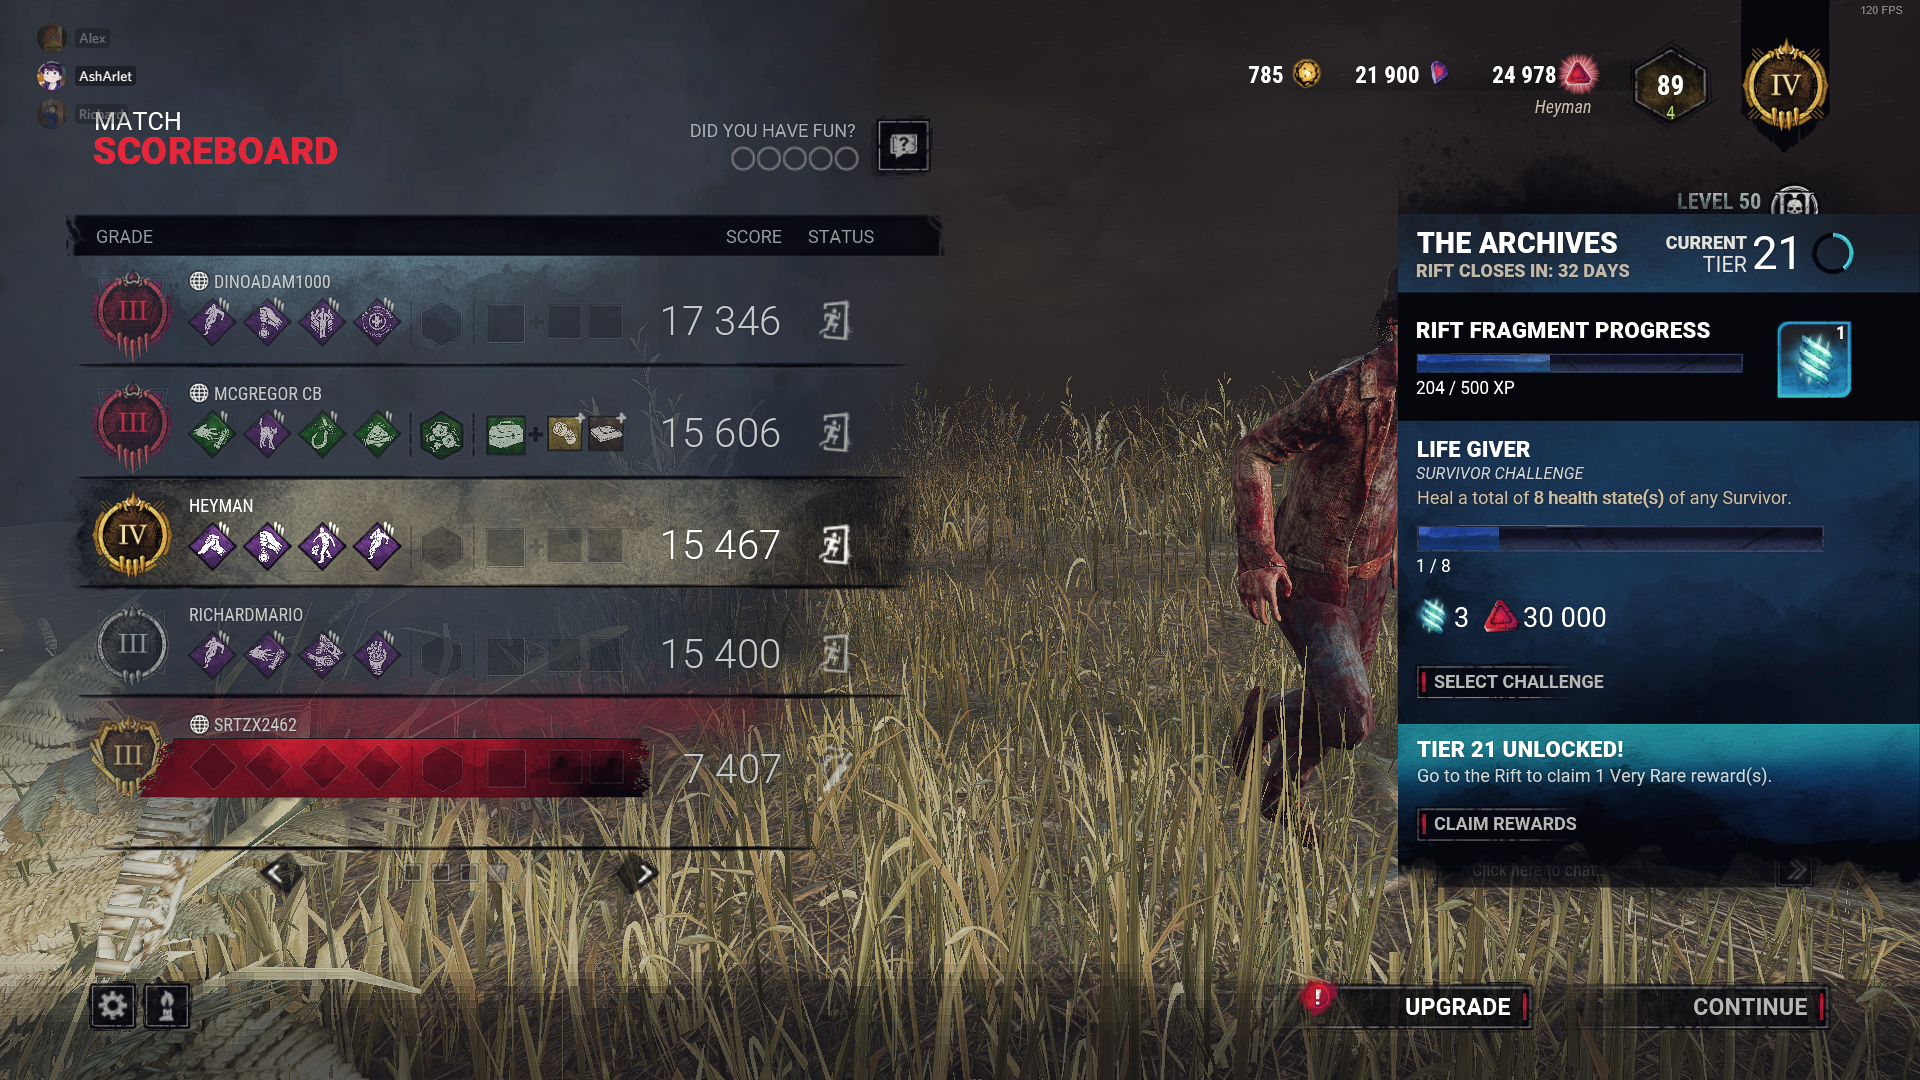 120 FPS
Alex
AshArlet
Richard
MATCH
SCOREBOARD
DID YOU HAVE FUN?
785
21 900
24 978
Heyman
89
4
IV
GRADE
SCORE
STATUS
III
DINOADAM1000
17 346
III
MCGREGOR CB
15 606
IV
HEYMAN
15 467
III
RICHARDMARIO
15 400
III
SRTZX2462
7 407
LEVEL 50
THE ARCHIVES
RIFT CLOSES IN: 32 DAYS
CURRENT
TIER
21
RIFT FRAGMENT PROGRESS
1
204 / 500 XP
LIFE GIVER
SURVIVOR CHALLENGE
Heal a total of 8 health state(s) of any Survivor.
1 / 8
3
30 000
SELECT CHALLENGE
TIER 21 UNLOCKED!
Go to the Rift to claim 1 Very Rare reward(s).
CLAIM REWARDS
Click here to chat...
UPGRADE
CONTINUE